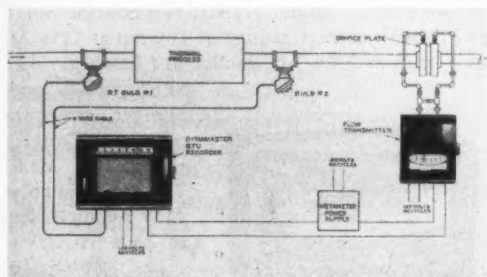 THERMAL
PROCESS
ORIFICE PLATE
RT BULB #1
BULB #2
4 WIRE CABLE
DYNAMASTER
BTU
RECORDER
FLOW
TRANSMITTER
METAMETER
POWER
SUPPLY